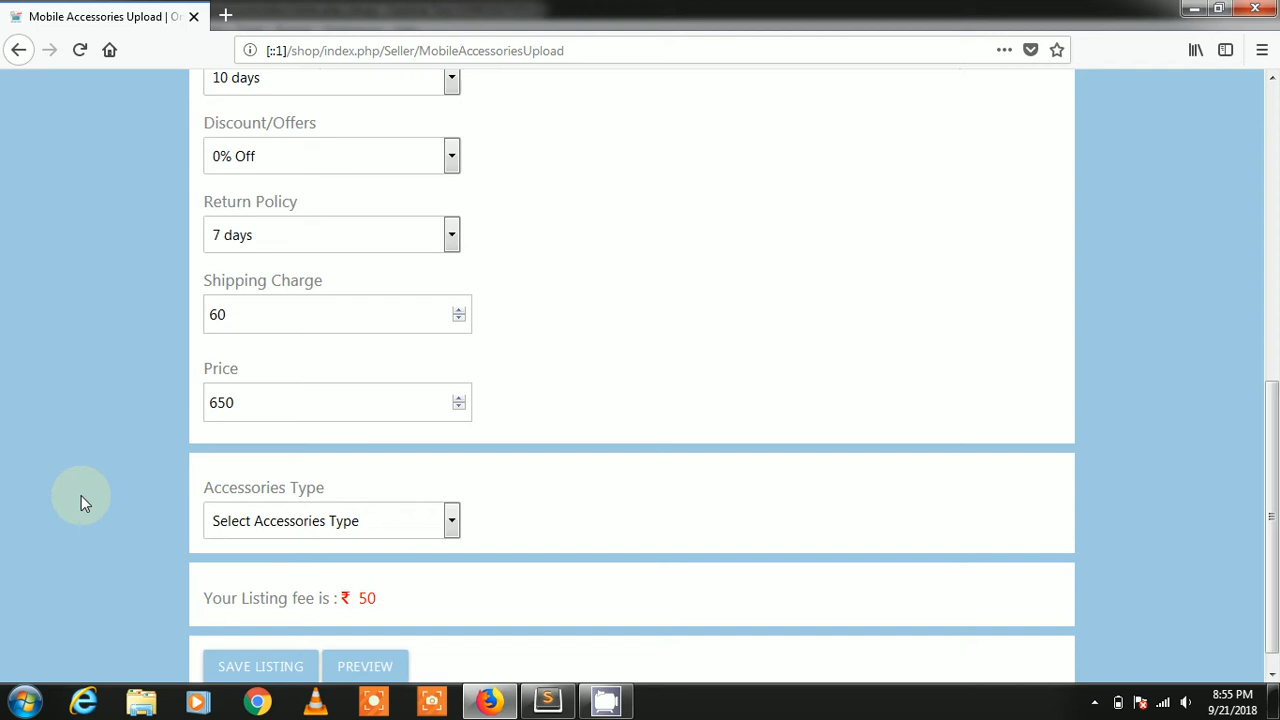 Mobile Accessories Upload | O
[::1]/shop/index.php/Seller/MobileAccessoriesUpload
10 days
Discount/Offers
0% Off
Return Policy
7 days
Shipping Charge
60
Price
650
Accessories Type
Select Accessories Type
Your Listing fee is : ₹ 50
SAVE LISTING PREVIEW
8:55 PM
9/21/2018